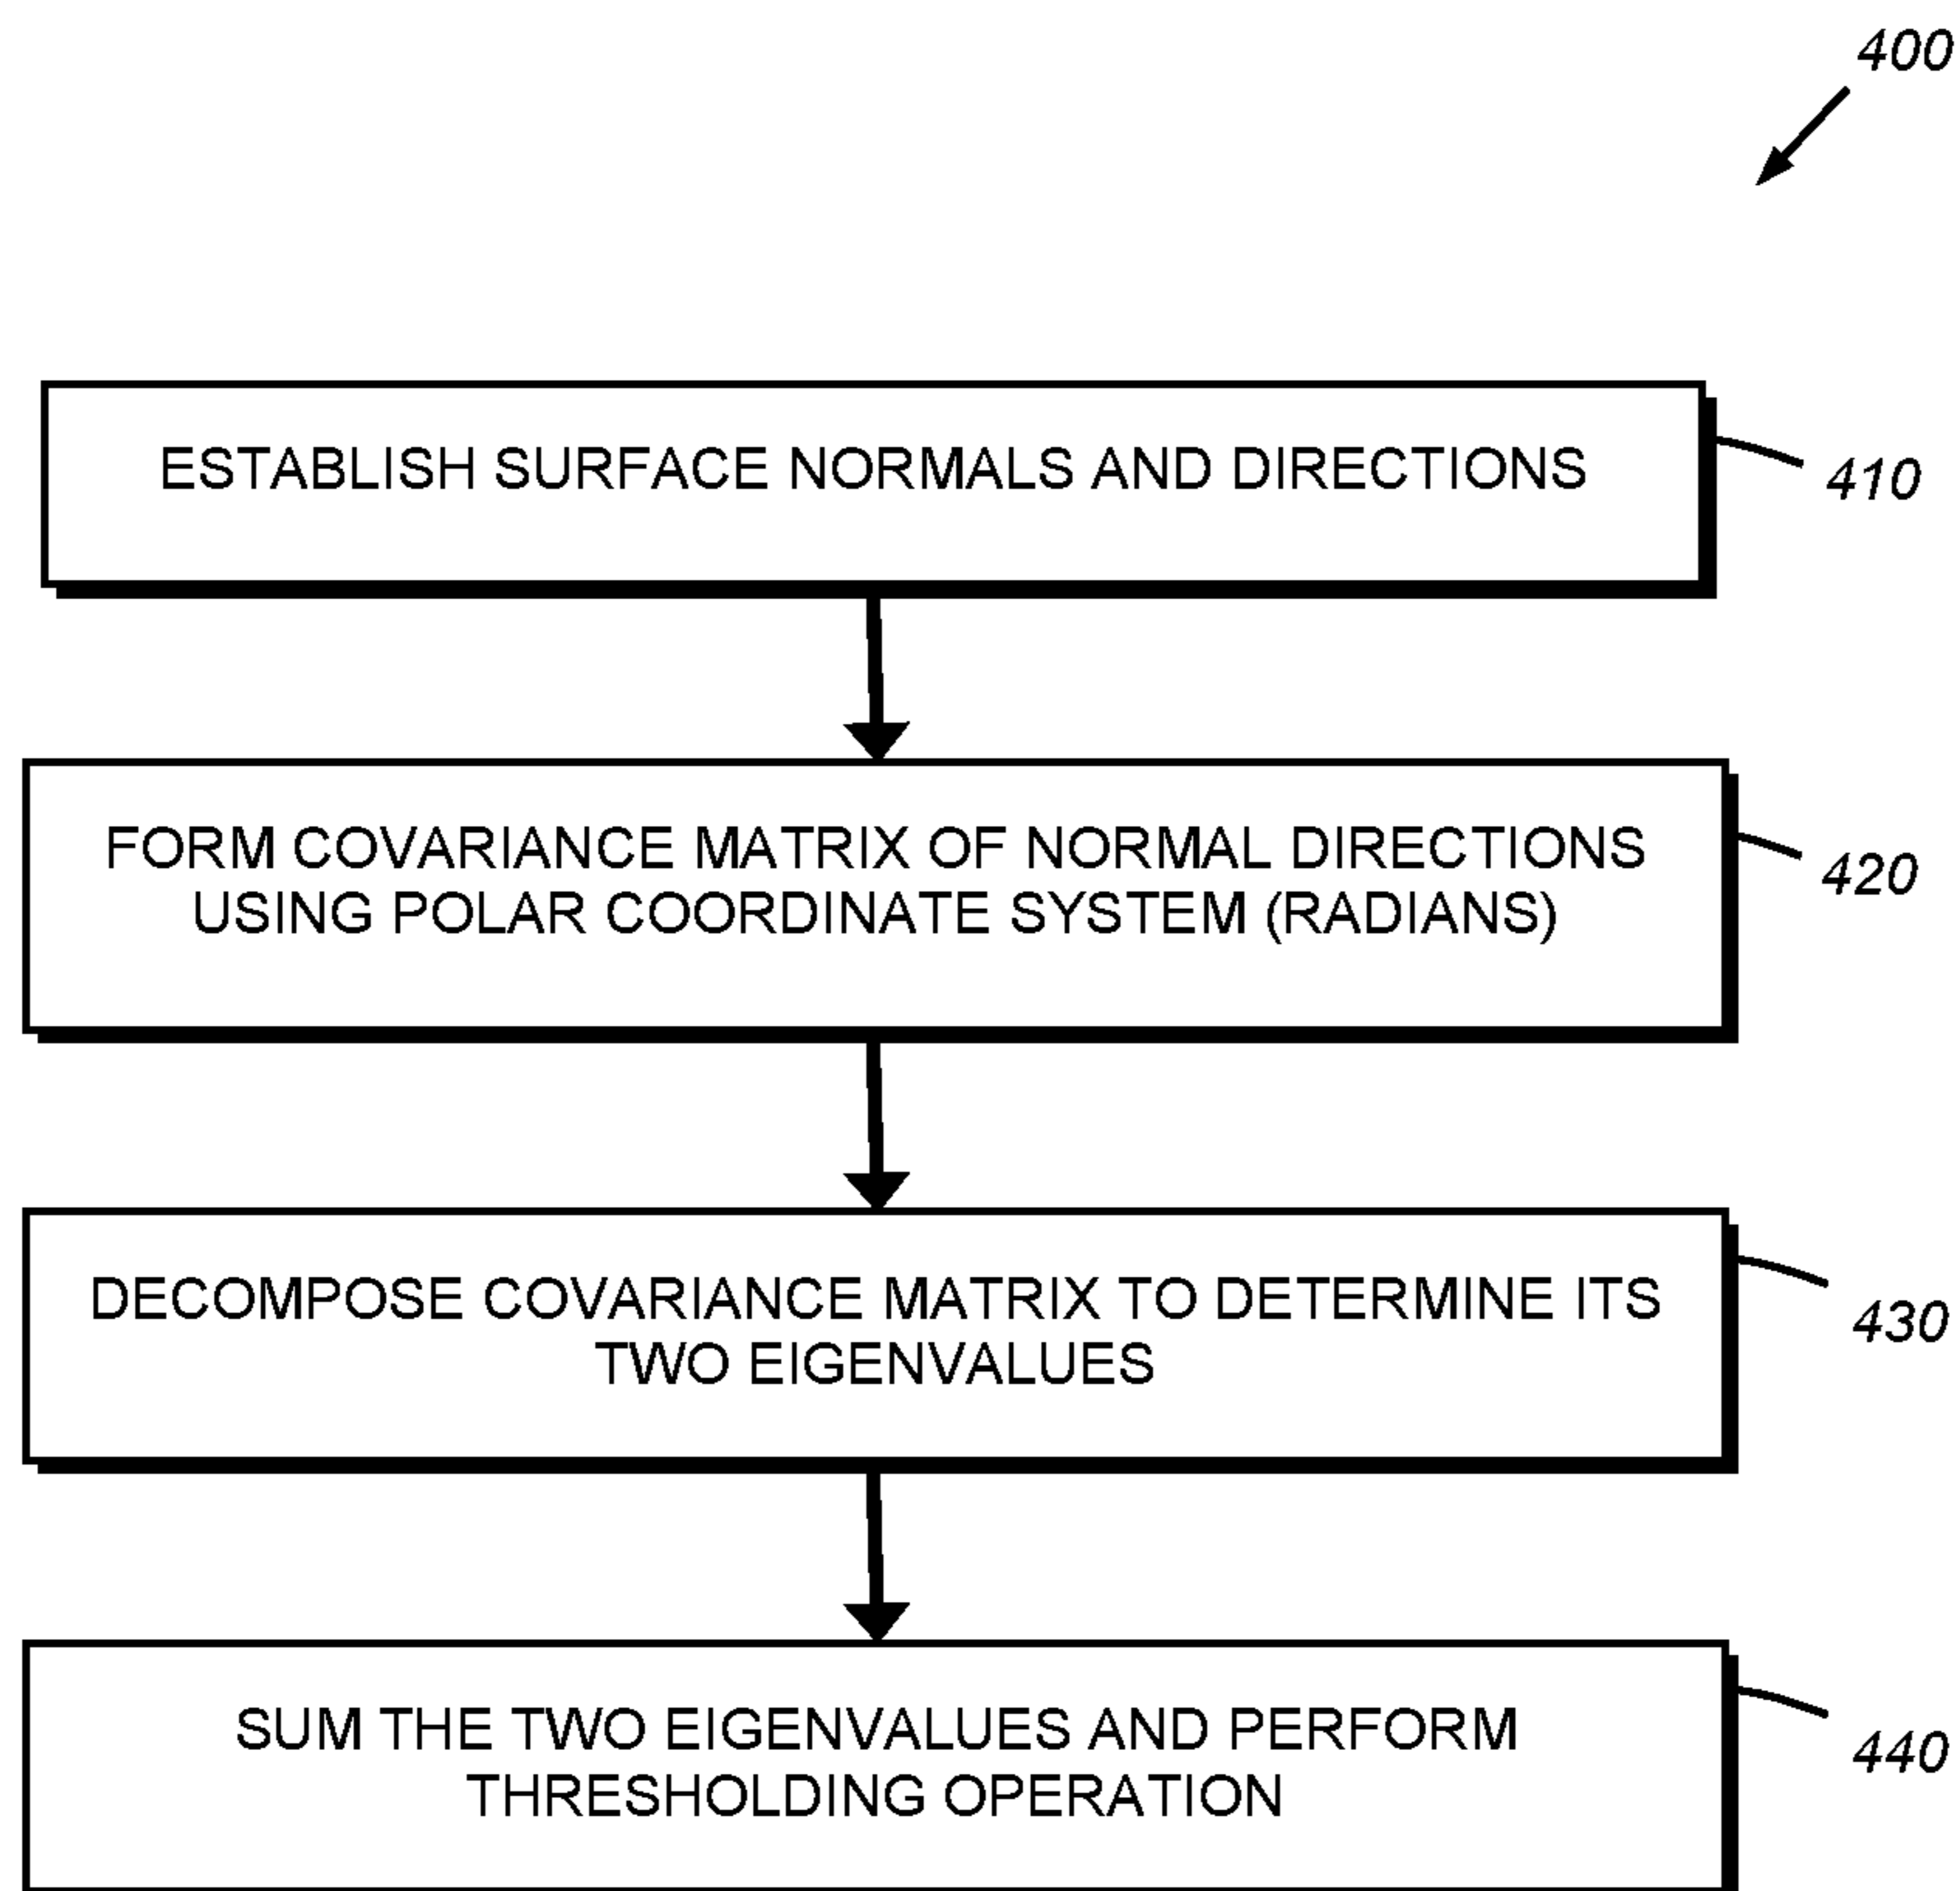 400
ESTABLISH SURFACE NORMALS AND DIRECTIONS
410
FORM COVARIANCE MATRIX OF NORMAL DIRECTIONS
USING POLAR COORDINATE SYSTEM (RADIANS)
420
DECOMPOSE COVARIANCE MATRIX TO DETERMINE ITS
TWO EIGENVALUES
430
SUM THE TWO EIGENVALUES AND PERFORM
THRESHOLDING OPERATION
440